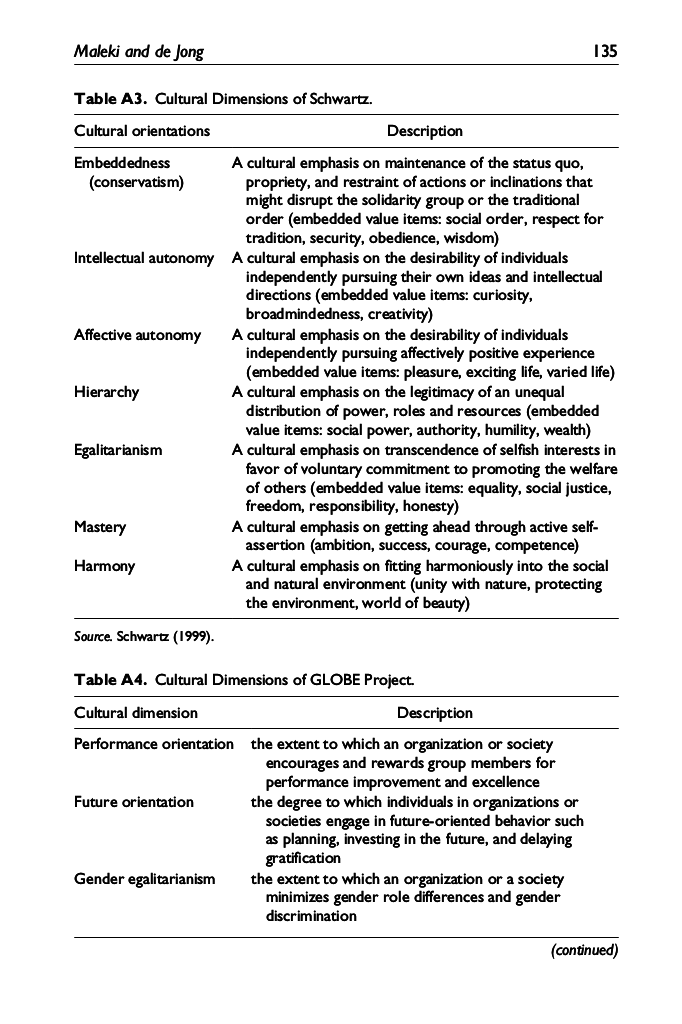 Maleki and de Jong 135
Table A3. Cultural Dimensions of Schwartz.
Cultural orientations Description
Embeddedness A cultural emphasis on maintenance of the status quo,
(conservatism) propriety, and restraint of actions or inclinations that
might disrupt the solidarity group or the traditional
order (embedded value items: social order, respect for
tradition, security, obedience, wisdom)
Intellectual autonomy A cultural emphasis on the desirability of individuals
independently pursuing their own ideas and intellectual
directions (embedded value items: curiosity,
broadmindedness, creativity)
Affective autonomy A cultural emphasis on the desirability of individuals
independently pursuing affectively positive experience
(embedded value items: pleasure, exciting life, varied life)
Hierarchy A cultural emphasis on the legitimacy of an unequal
distribution of power, roles and resources (embedded
value items: social power, authority, humility, wealth)
Egalitarianism A cultural emphasis on transcendence of selfish interests in
favor of voluntary commitment to promoting the welfare
of others (embedded value items: equality, social justice,
freedom, responsibility, honesty)
Mastery A cultural emphasis on getting ahead through active self-
assertion (ambition, success, courage, competence)
Harmony A cultural emphasis on fitting harmoniously into the social
and natural environment (unity with nature, protecting
the environment, world of beauty)
Source. Schwartz (1999).
Table A4. Cultural Dimensions of GLOBE Project.
Cultural dimension Description
Performance orientation the extent to which an organization or society
encourages and rewards group members for
performance improvement and excellence
Future orientation the degree to which individuals in organizations or
societies engage in future-oriented behavior such
as planning, investing in the future, and delaying
gratification
Gender egalitarianism the extent to which an organization or a society
minimizes gender role differences and gender
discrimination
(continued)